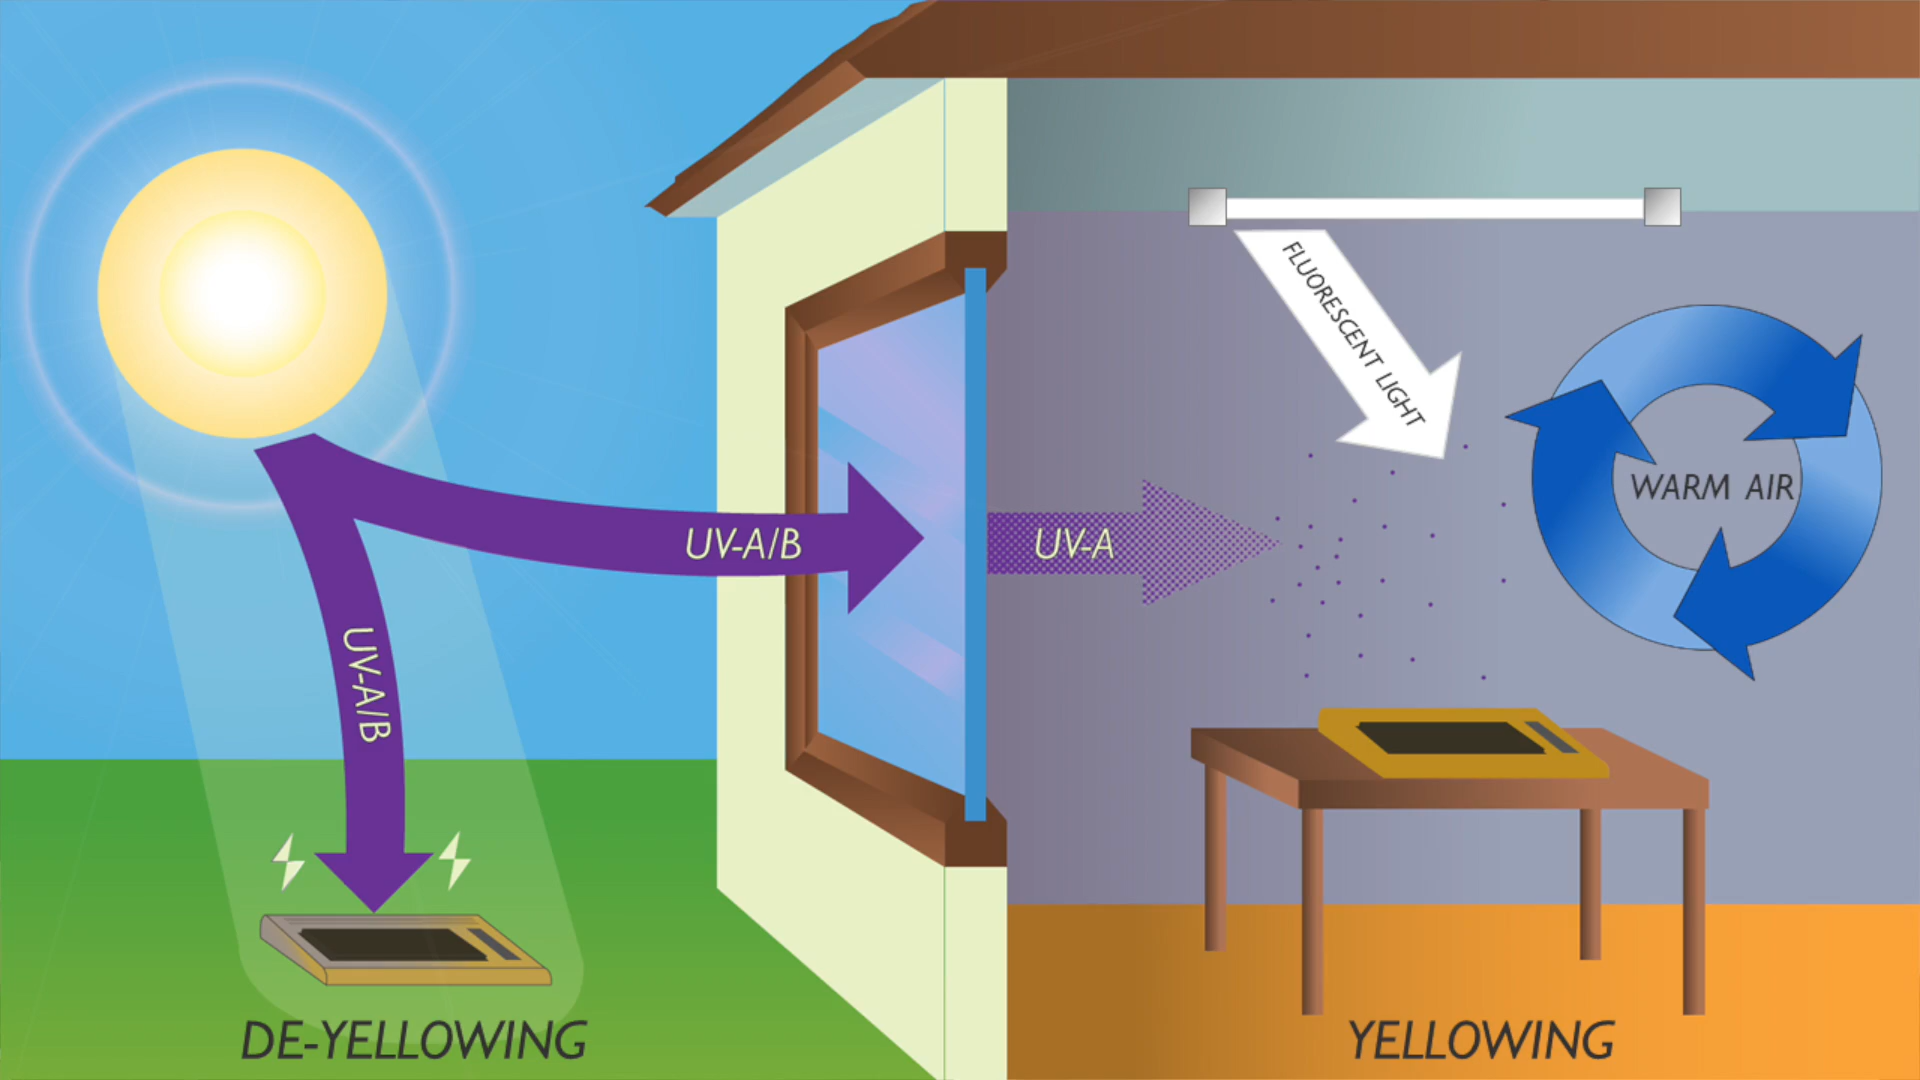 FLUORESCENT LIGHT
WARM AIR
UV-A/B
UV-A
UV-A/B
DE-YELLOWING
YELLOWING